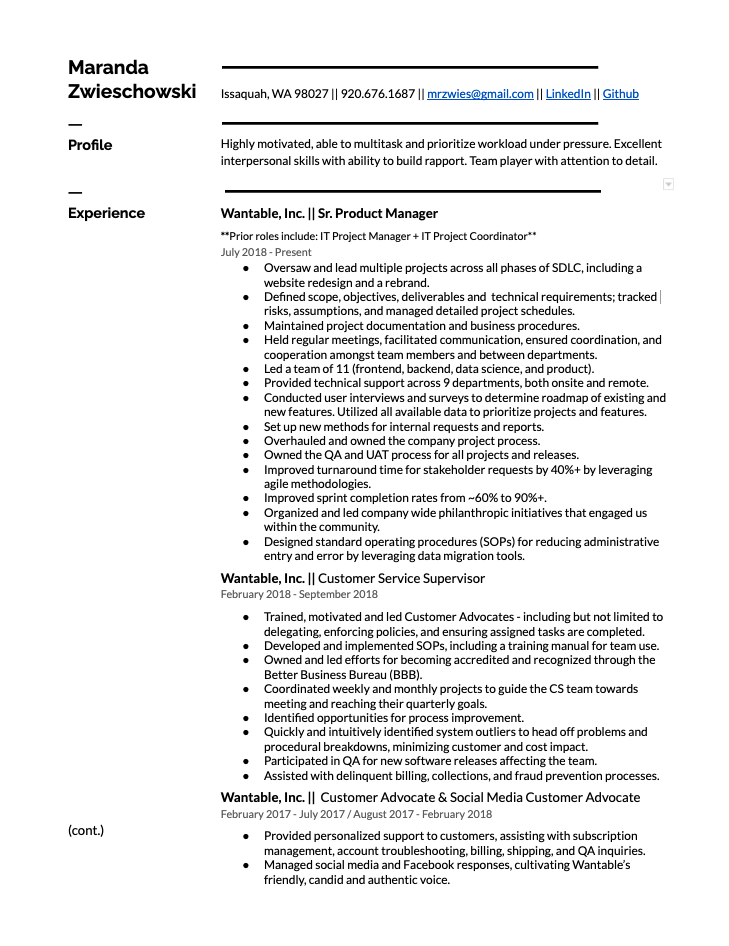 Maranda
Zwieschowski
Issaquah, WA 98027 || 920.676.1687 || mrzwies@gmail.com || LinkedIn || Github
Profile
Highly motivated, able to multitask and prioritize workload under pressure. Excellent
interpersonal skills with ability to build rapport. Team player with attention to detail.
Experience
Wantable, Inc. || Sr. Product Manager
**Prior roles include: IT Project Manager + IT Project Coordinator**
July 2018 - Present
● Oversaw and lead multiple projects across all phases of SDLC, including a
website redesign and a rebrand.
● Defined scope, objectives, deliverables and  technical requirements; tracked
risks, assumptions, and managed detailed project schedules.
● Maintained project documentation and business procedures.
● Held regular meetings, facilitated communication, ensured coordination, and
cooperation amongst team members and between departments.
● Led a team of 11 (frontend, backend, data science, and product).
● Provided technical support across 9 departments, both onsite and remote.
● Conducted user interviews and surveys to determine roadmap of existing and
new features. Utilized all available data to prioritize projects and features.
● Set up new methods for internal requests and reports.
● Overhauled and owned the company project process.
● Owned the QA and UAT process for all projects and releases.
● Improved turnaround time for stakeholder requests by 40%+ by leveraging
agile methodologies.
● Improved sprint completion rates from ~60% to 90%+.
● Organized and led company wide philanthropic initiatives that engaged us
within the community.
● Designed standard operating procedures (SOPs) for reducing administrative
entry and error by leveraging data migration tools.
Wantable, Inc. || Customer Service Supervisor
February 2018 - September 2018
● Trained, motivated and led Customer Advocates - including but not limited to
delegating, enforcing policies, and ensuring assigned tasks are completed.
● Developed and implemented SOPs, including a training manual for team use.
● Owned and led efforts for becoming accredited and recognized through the
Better Business Bureau (BBB).
● Coordinated weekly and monthly projects to guide the CS team towards
meeting and reaching their quarterly goals.
● Identified opportunities for process improvement.
● Quickly and intuitively identified system outliers to head off problems and
procedural breakdowns, minimizing customer and cost impact.
● Participated in QA for new software releases affecting the team.
● Assisted with delinquent billing, collections, and fraud prevention processes.
Wantable, Inc. ||  Customer Advocate & Social Media Customer Advocate
February 2017 - July 2017 / August 2017 - February 2018
(cont.)
● Provided personalized support to customers, assisting with subscription
management, account troubleshooting, billing, shipping, and QA inquiries.
● Managed social media and Facebook responses, cultivating Wantable’s
friendly, candid and authentic voice.